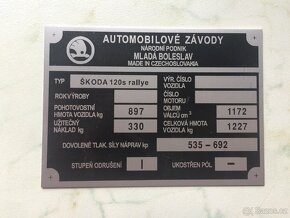 AUTOMOBILOVÉ ZÁVODY
NÁRODNÍ PODNIK
MLADÁ BOLESLAV
MADE IN CZECHOSLOVAKIA
TYP ŠKODA 120s rallye VÝR. ČÍSLO VOZIDLA
ROK VÝROBY ČÍSLO MOTORU
POHOTOVOSTNÍ HMOTA VOZIDLA kg 897 OBJEM VÁLCŮ cm³ 1172
UŽITEČNÝ NÁKLAD kg 330 CELKOVÁ HMOTA VOZIDLA kg 1227
DOVOLENÉ TLAK. SÍLY NÁPRAV kg 535-692
STUPEŇ ODRUŠENÍ I UKOSTŘEN PÓL -